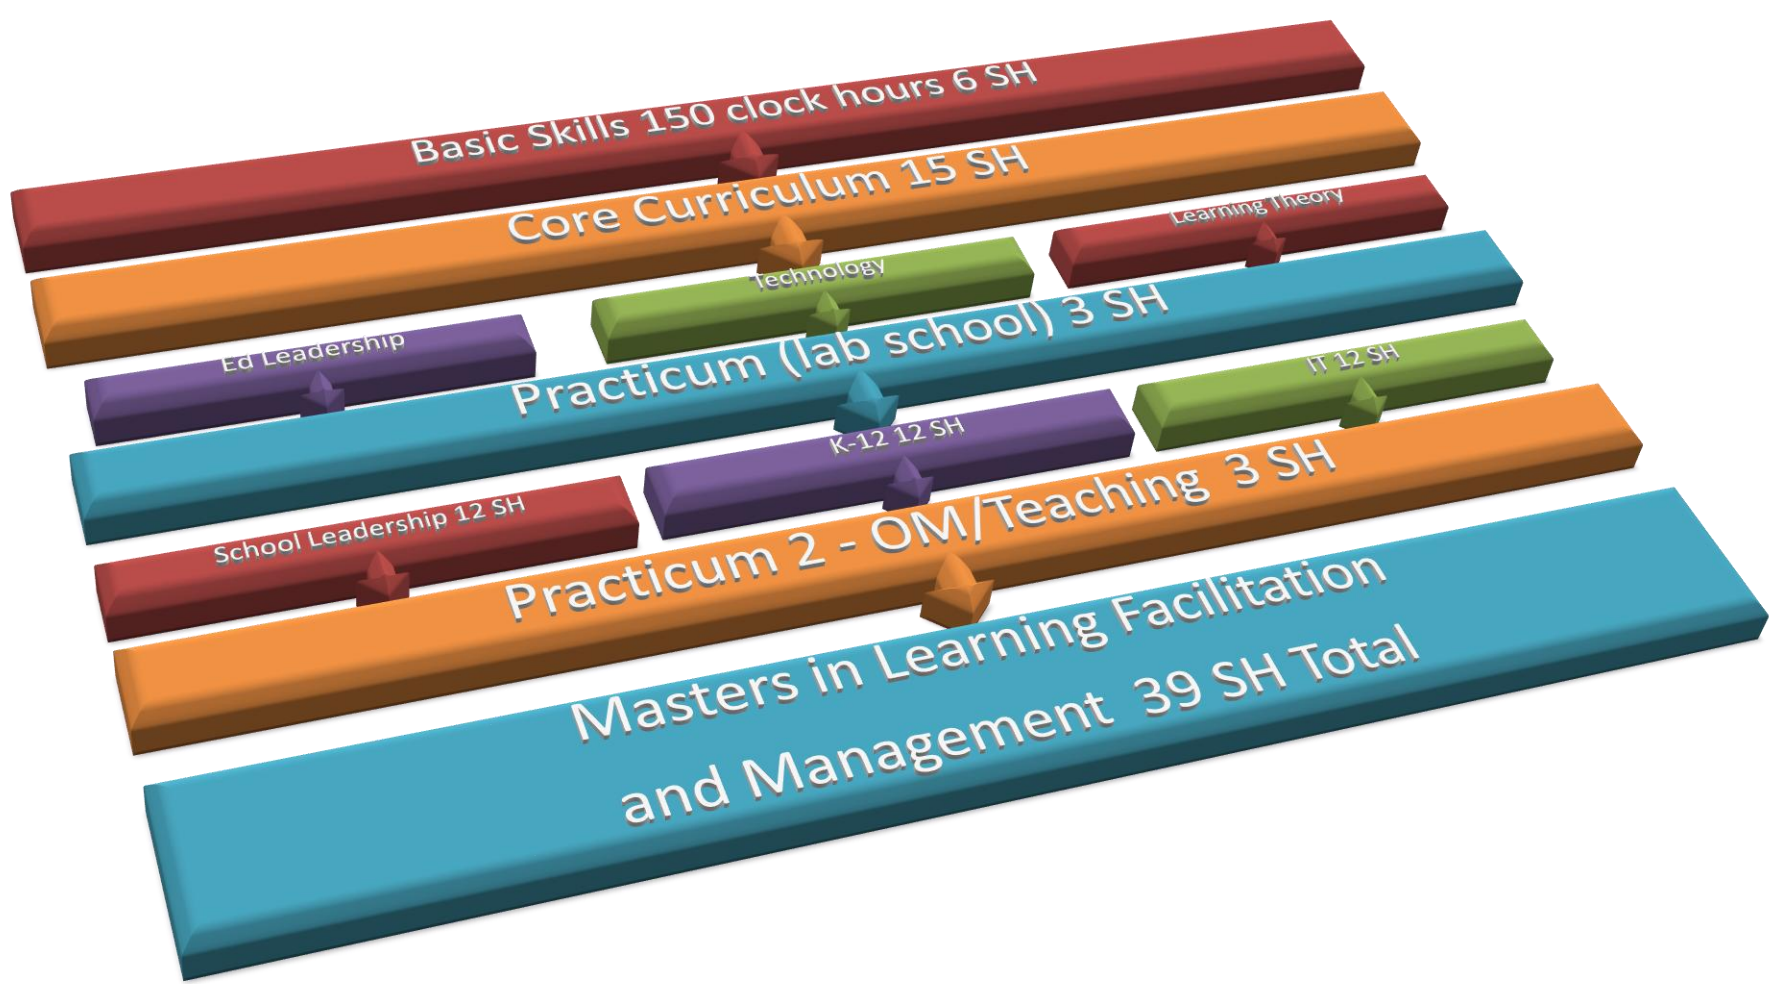 Basic Skills 150 clock hours 6 SH
Core Curriculum 15 SH
Ed Leadership
Technology
Learning Theory
Practicum (lab school) 3 SH
School Leadership 12 SH
K-12 12 SH
IT 12 SH
Practicum 2 - OM/Teaching 3 SH
Masters in Learning Facilitation
and Management 39 SH Total